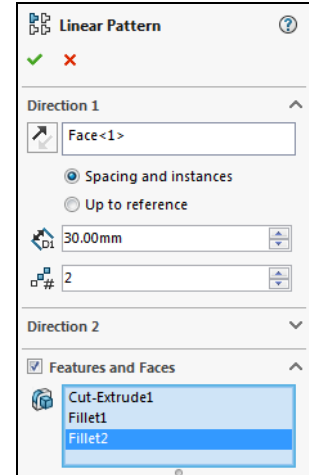 Linear Pattern
Direction 1
Face<1>
Spacing and instances
Up to reference
D1 30.00mm
# 2
Direction 2
Features and Faces
Cut-Extrude1
Fillet1
Fillet2